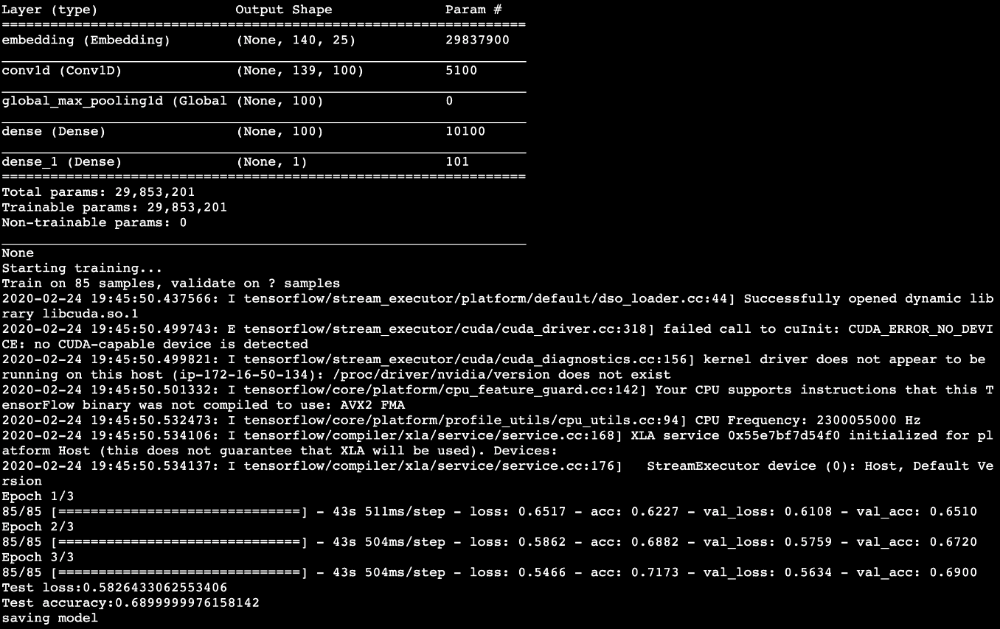 Layer (type)                 Output Shape              Param #
=================================================================
embedding (Embedding)        (None, 140, 25)           29837900
_________________________________________________________________
conv1d (Conv1D)              (None, 139, 100)          5100
_________________________________________________________________
global_max_pooling1d (Global (None, 100)               0
_________________________________________________________________
dense (Dense)                (None, 100)               10100
_________________________________________________________________
dense_1 (Dense)              (None, 1)                 101
=================================================================
Total params: 29,853,201
Trainable params: 29,853,201
Non-trainable params: 0
_________________________________________________________________
None
Starting training...
Train on 85 samples, validate on ? samples
2020-02-24 19:45:50.437566: I tensorflow/stream_executor/platform/default/dso_loader.cc:44] Successfully opened dynamic lib
rary libcuda.so.1
2020-02-24 19:45:50.499743: E tensorflow/stream_executor/cuda/cuda_driver.cc:318] failed call to cuInit: CUDA_ERROR_NO_DEVI
CE: no CUDA-capable device is detected
2020-02-24 19:45:50.499821: I tensorflow/stream_executor/cuda/cuda_diagnostics.cc:156] kernel driver does not appear to be
running on this host (ip-172-16-50-134): /proc/driver/nvidia/version does not exist
2020-02-24 19:45:50.501332: I tensorflow/core/platform/cpu_feature_guard.cc:142] Your CPU supports instructions that this T
ensorFlow binary was not compiled to use: AVX2 FMA
2020-02-24 19:45:50.532473: I tensorflow/core/platform/profile_utils/cpu_utils.cc:94] CPU Frequency: 2300055000 Hz
2020-02-24 19:45:50.534106: I tensorflow/compiler/xla/service/service.cc:168] XLA service 0x55e7bf7d54f0 initialized for pl
atform Host (this does not guarantee that XLA will be used). Devices:
2020-02-24 19:45:50.534137: I tensorflow/compiler/xla/service/service.cc:176]   StreamExecutor device (0): Host, Default Ve
rsion
Epoch 1/3
85/85 [==============================] - 43s 511ms/step - loss: 0.6517 - acc: 0.6227 - val_loss: 0.6108 - val_acc: 0.6510
Epoch 2/3
85/85 [==============================] - 43s 504ms/step - loss: 0.5862 - acc: 0.6882 - val_loss: 0.5759 - val_acc: 0.6720
Epoch 3/3
85/85 [==============================] - 43s 504ms/step - loss: 0.5466 - acc: 0.7173 - val_loss: 0.5634 - val_acc: 0.6900
Test loss:0.5826433062553406
Test accuracy:0.6899999976158142
saving model